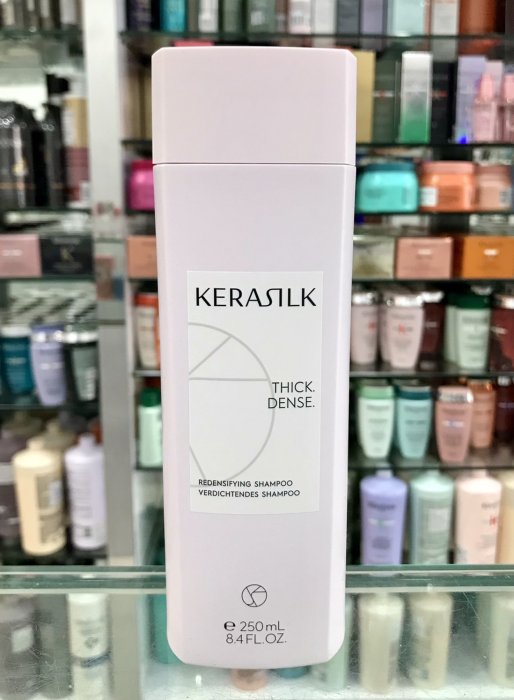 KERASILK
THICK.
DENSE.
REDENSIFYING SHAMPOO
VERDICHTENDES SHAMPOO
e 250 mL
8.4 FL.OZ.